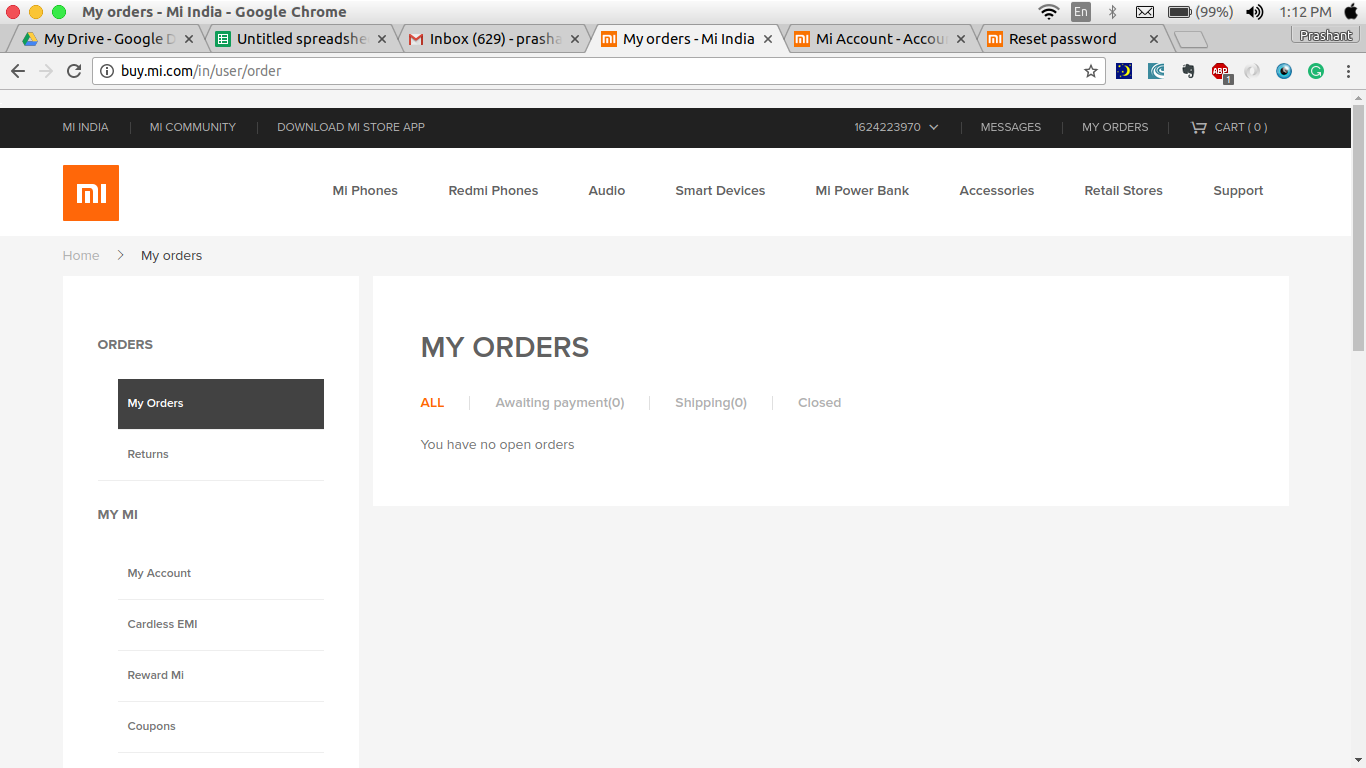 My orders - Mi India - Google Chrome
En
(99%)
1:12 PM
My Drive - Google D
Untitled spreadshe
Inbox (629) - prasha
My orders - Mi India
Mi Account - Accou
Reset password
Prashant
buy.mi.com/in/user/order
ABP
1
MI INDIA
MI COMMUNITY
DOWNLOAD MI STORE APP
1624223970
MESSAGES
MY ORDERS
CART ( 0 )
mi
Mi Phones
Redmi Phones
Audio
Smart Devices
Mi Power Bank
Accessories
Retail Stores
Support
Home
My orders
ORDERS
My Orders
Returns
MY MI
My Account
Cardless EMI
Reward Mi
Coupons
MY ORDERS
ALL
Awaiting payment(0)
Shipping(0)
Closed
You have no open orders